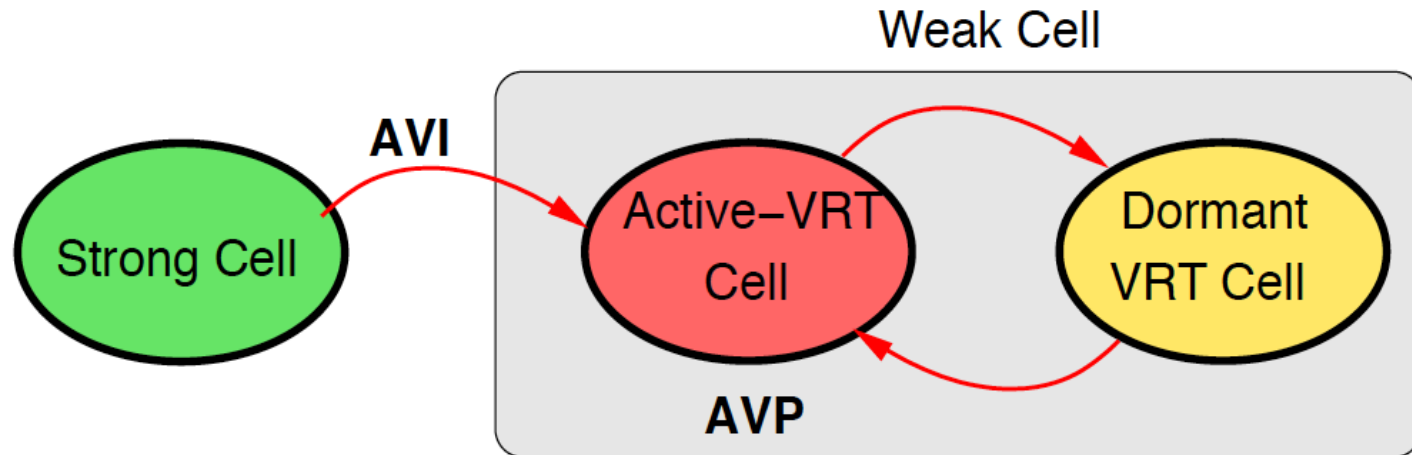 Weak Cell
AVI
Strong Cell
Active–VRT
Cell
Dormant
VRT Cell
AVP